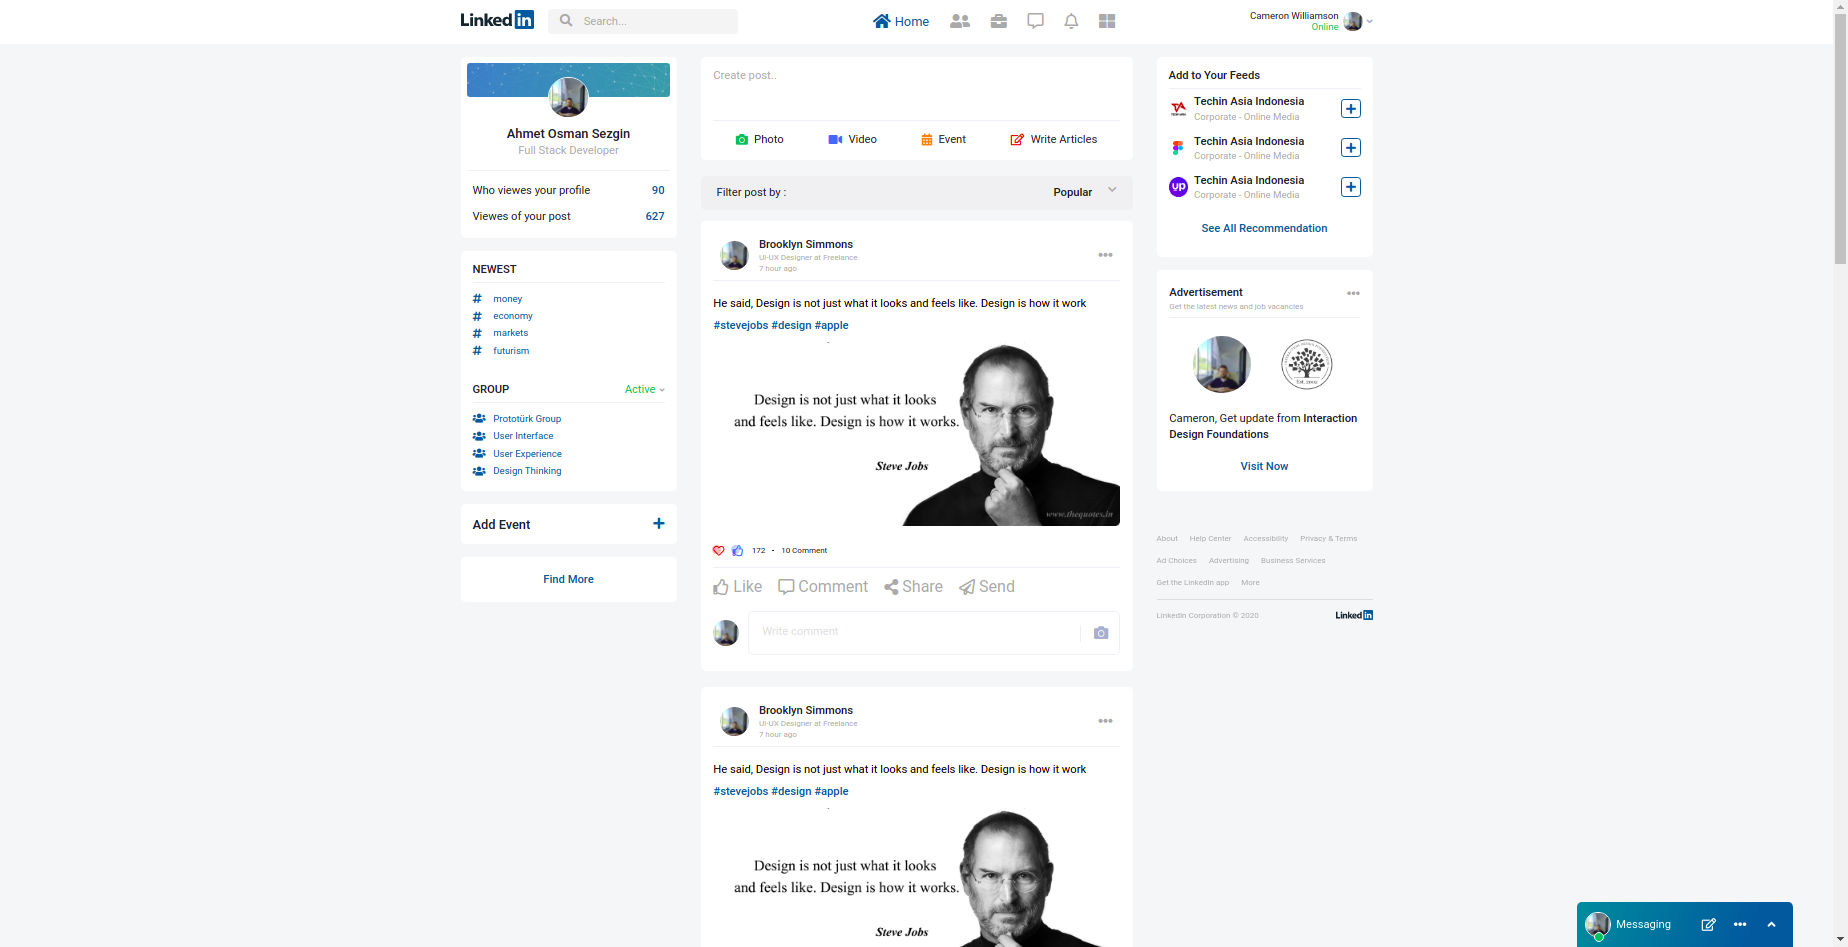 Linked in
Search...
Home
Cameron Williamson
Online
Ahmet Osman Sezgin
Full Stack Developer
Who viewes your profile 90
Viewes of your post 627
NEWEST
# money
# economy
# markets
# futurism
GROUP Active
Prototürk Group
User Interface
User Experience
Design Thinking
Add Event
Find More
Create post..
Photo Video Event Write Articles
Filter post by : Popular
Brooklyn Simmons
UI-UX Designer at Freelance
7 hour ago
He said, Design is not just what it looks and feels like. Design is how it work
#stevejobs #design #apple
Design is not just what it looks
and feels like. Design is how it works.
Steve Jobs
www.thequotes.in
172 • 10 Comment
Like Comment Share Send
Write comment
Brooklyn Simmons
UI-UX Designer at Freelance
7 hour ago
He said, Design is not just what it looks and feels like. Design is how it work
#stevejobs #design #apple
Design is not just what it looks
and feels like. Design is how it works.
Steve Jobs
Add to Your Feeds
Techin Asia Indonesia
Corporate - Online Media
Techin Asia Indonesia
Corporate - Online Media
up
Techin Asia Indonesia
Corporate - Online Media
See All Recommendation
Advertisement
Get the latest news and job vacancies
Est. 2002
Cameron, Get update from Interaction
Design Foundations
Visit Now
About Help Center Accessibility Privacy & Terms
Ad Choices Advertising Business Services
Get the Linkedin app More
Linkedin Corporation © 2020 Linked in
Messaging